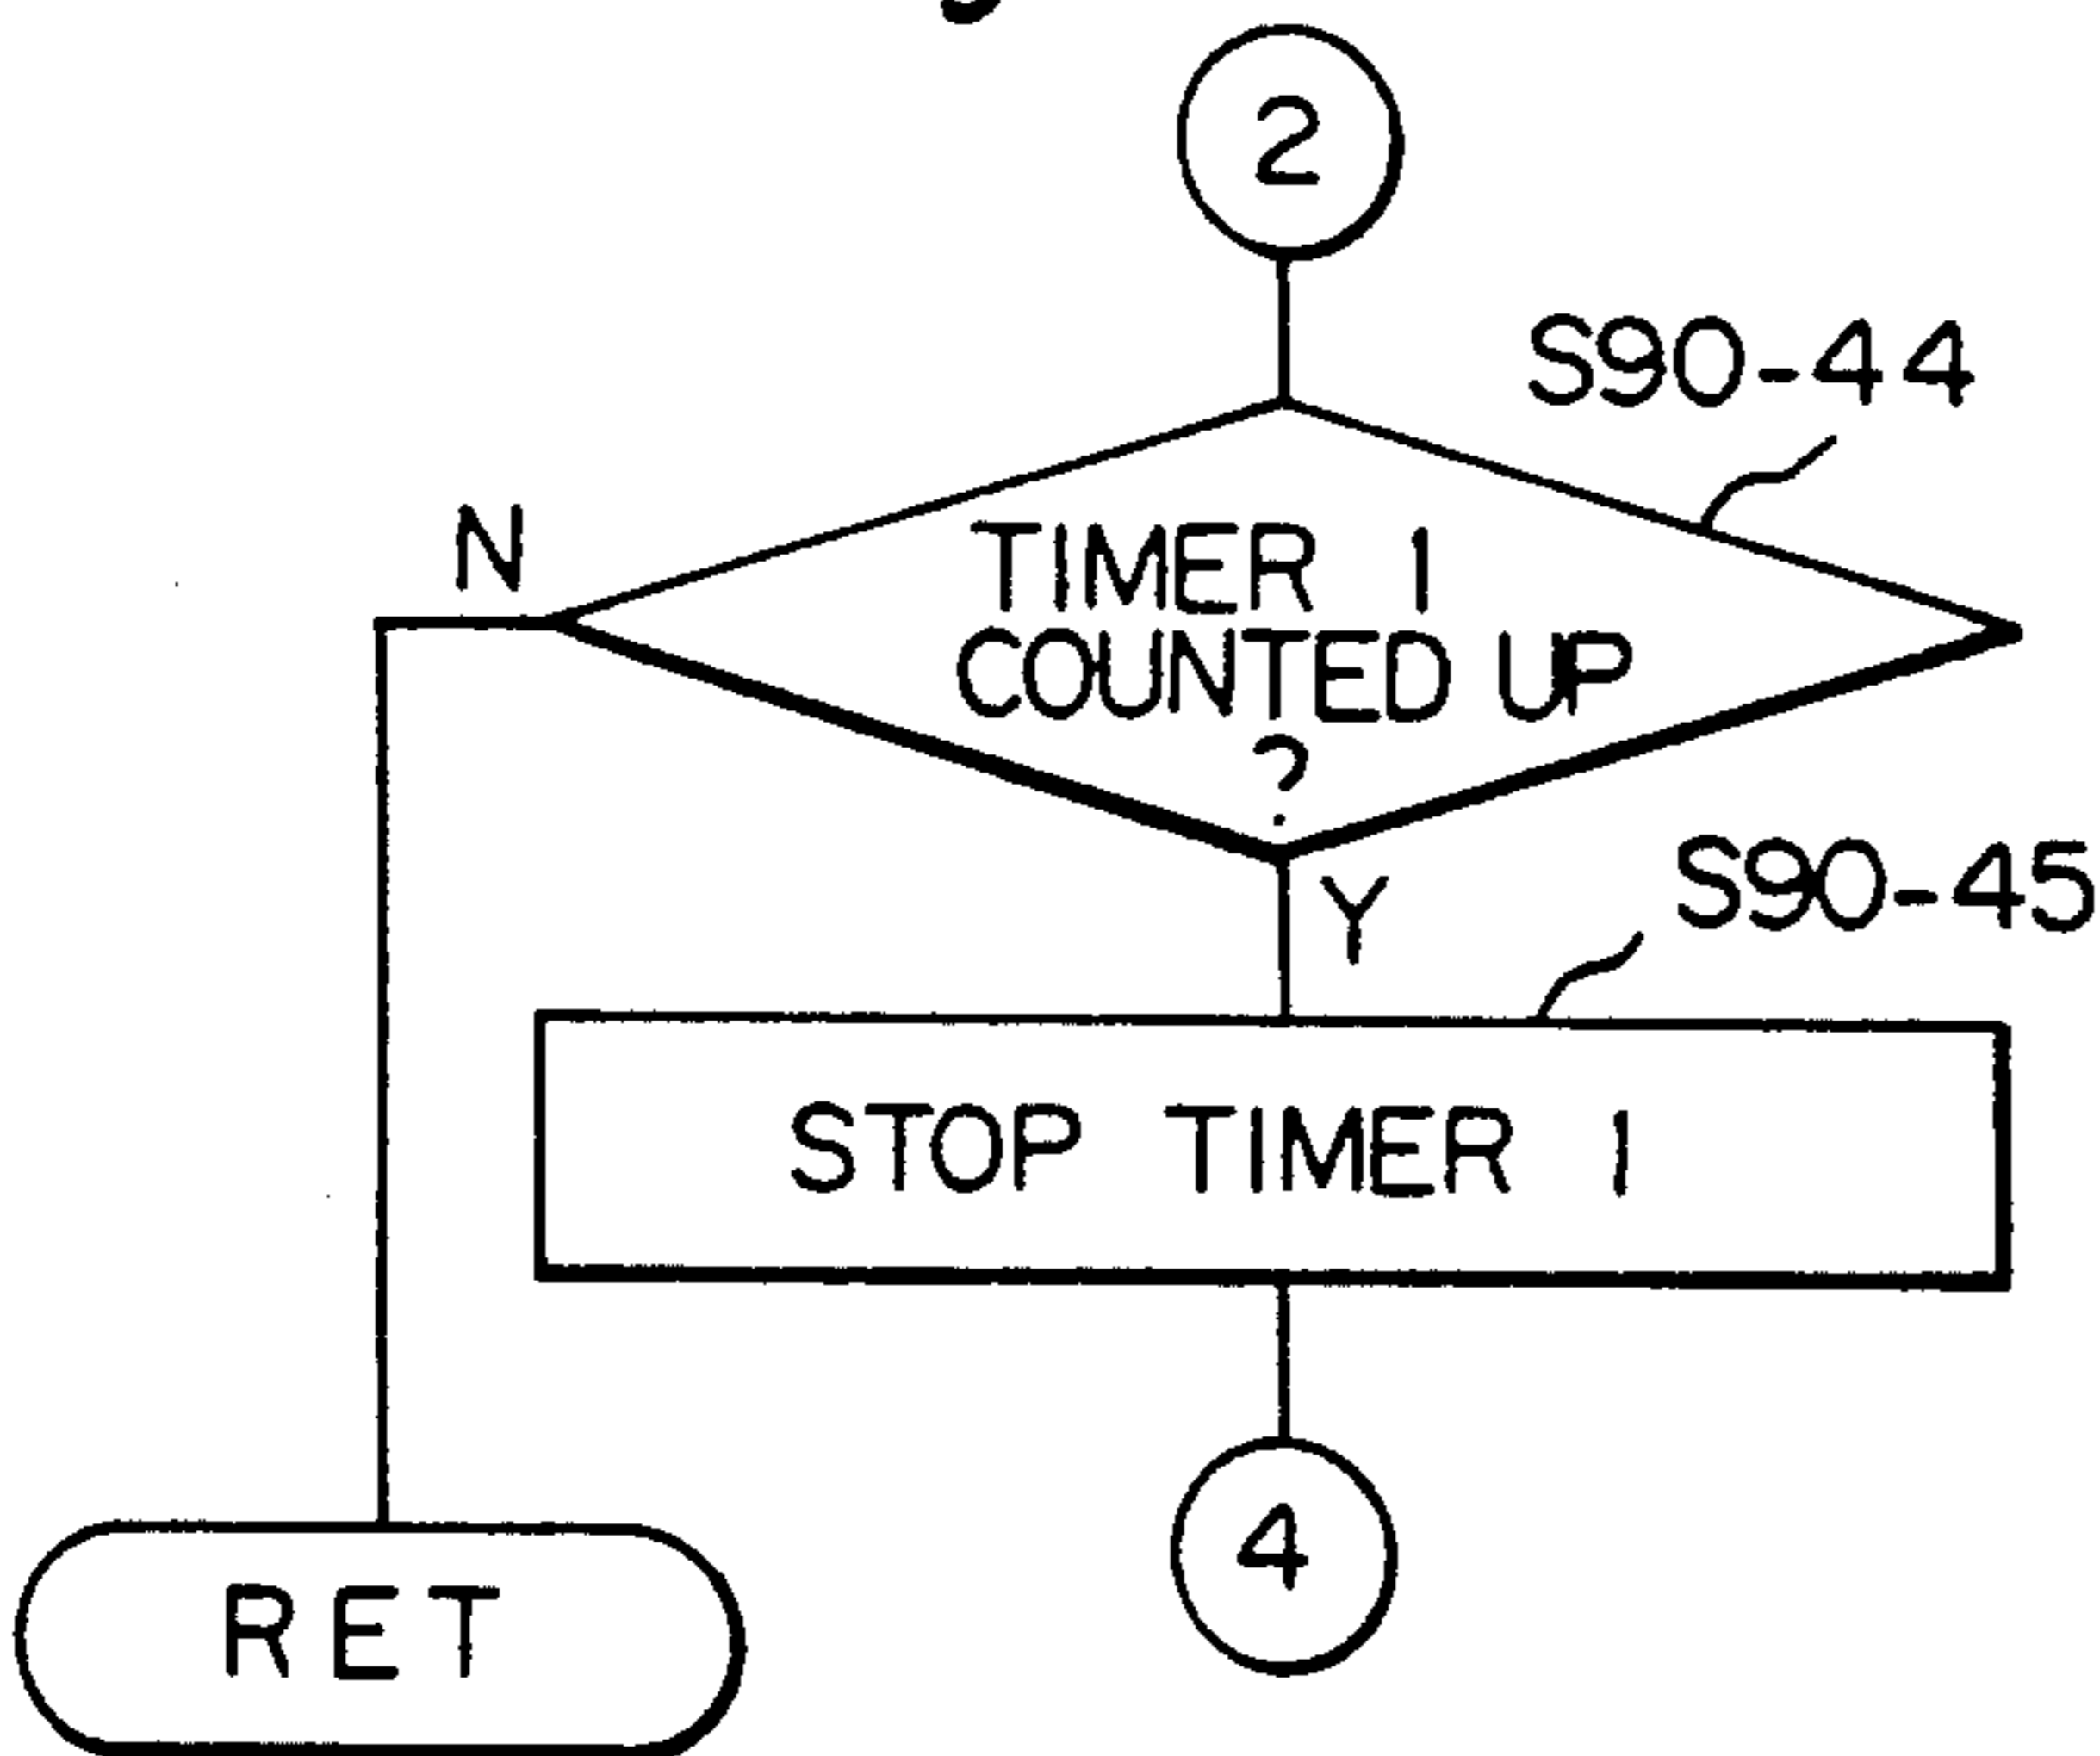 2
S90-44
N
TIMER 1
COUNTED UP
?
Y
S90-45
STOP TIMER 1
4
RET